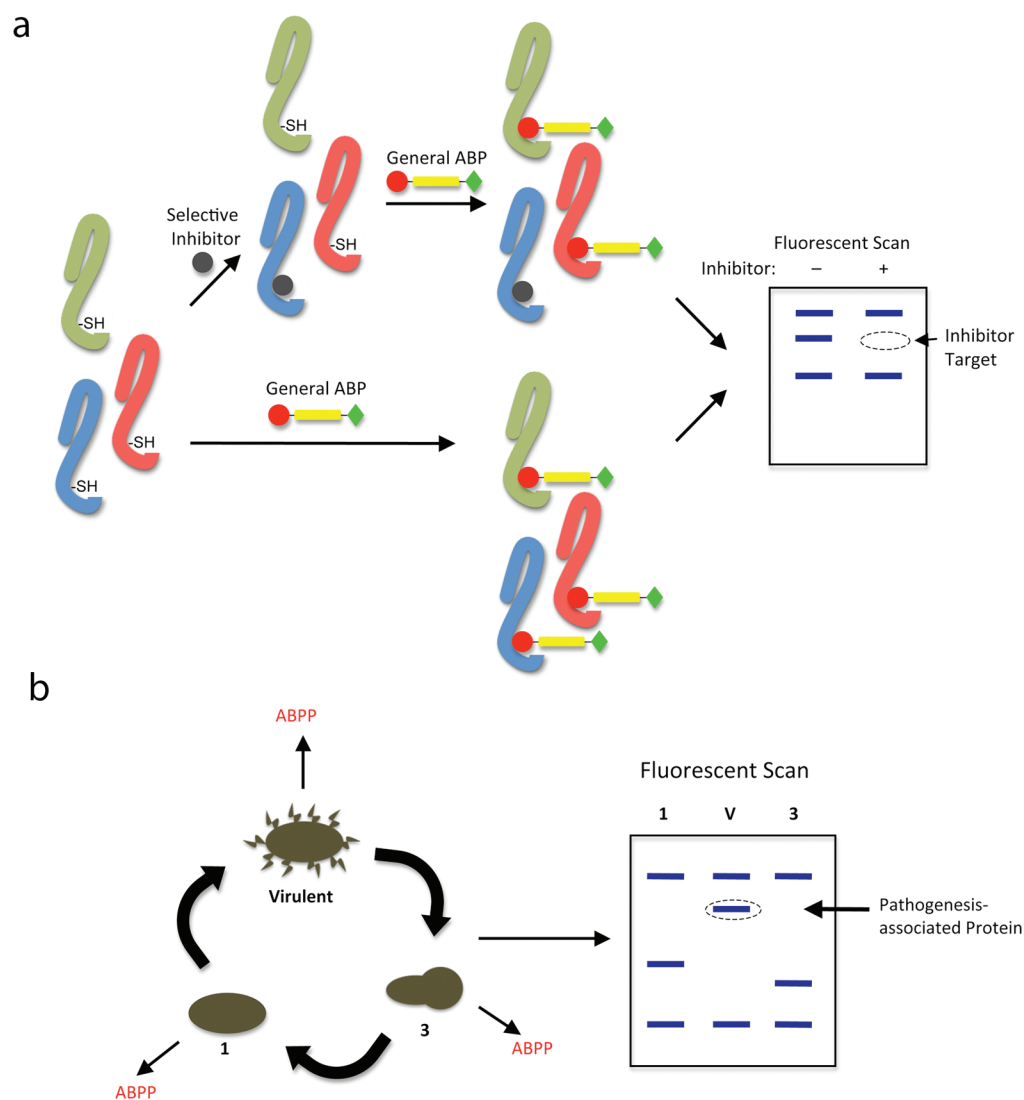 a
-SH
Selective
Inhibitor
-SH
General ABP
-SH
-SH
-SH
General ABP
-SH
Fluorescent Scan
Inhibitor: – +
Inhibitor
Target
b
ABPP
Virulent
1
3
ABPP
ABPP
Fluorescent Scan
1 V 3
Pathogenesis-
associated Protein